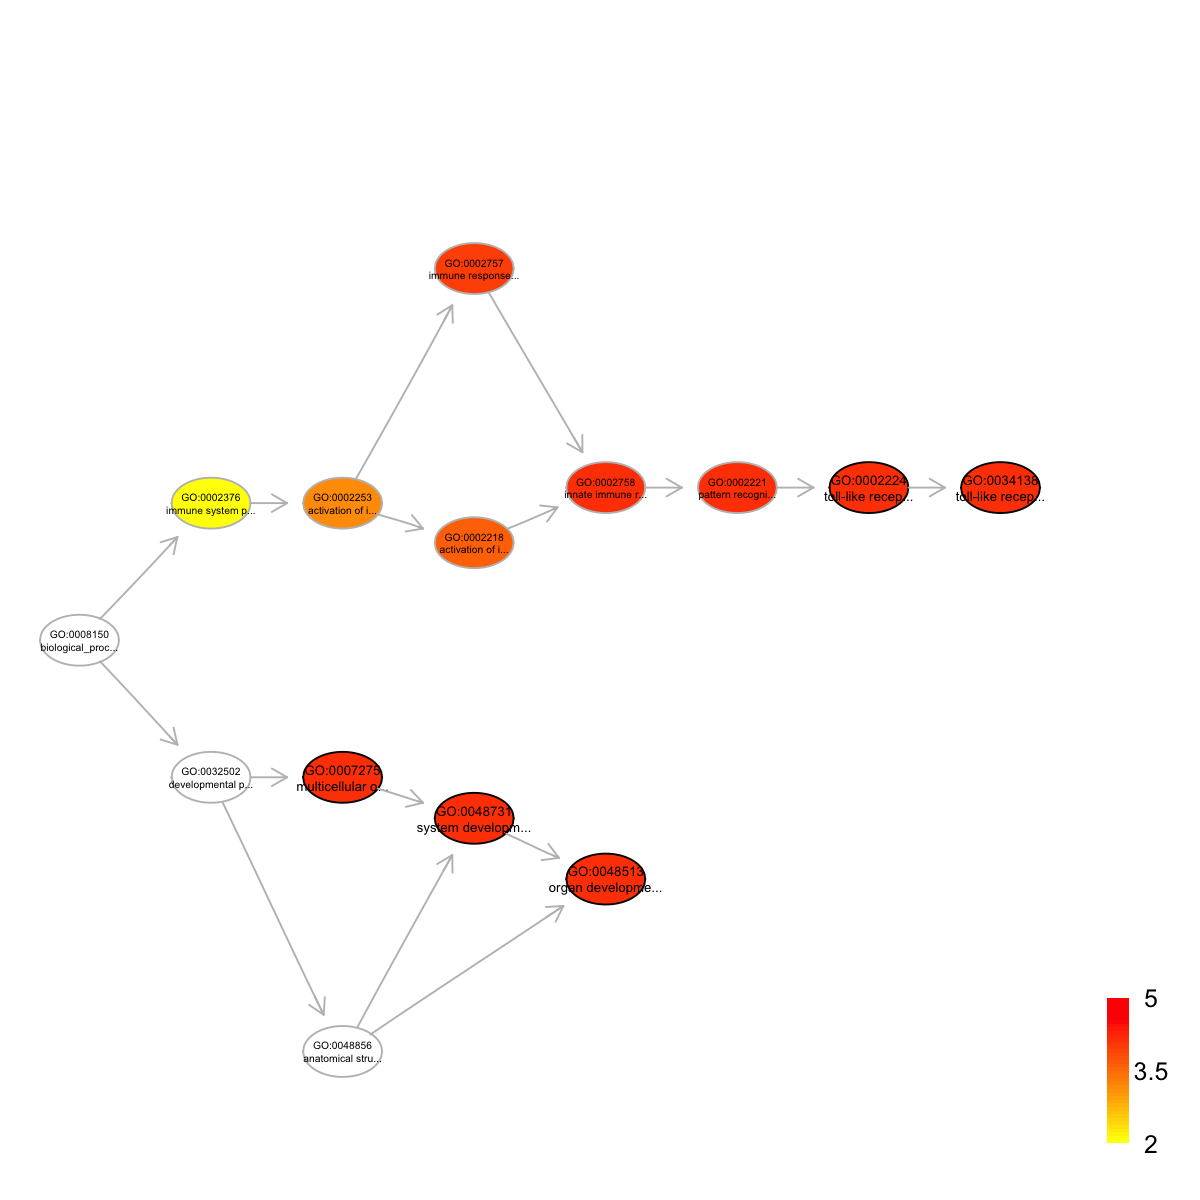 GO:0002757
immune response...
GO:0002376
immune system p...
GO:0002253
activation of i...
GO:0002218
activation of i...
GO:0002758
innate immune r...
GO:0002221
pattern recogni...
GO:0002224
toll-like recep...
GO:0034138
toll-like recep...
GO:0008150
biological_proc...
GO:0032502
developmental p...
GO:0007275
multicellular o...
GO:0048731
system developm...
GO:0048513
organ developme...
GO:0048856
anatomical stru...
5
3.5
2